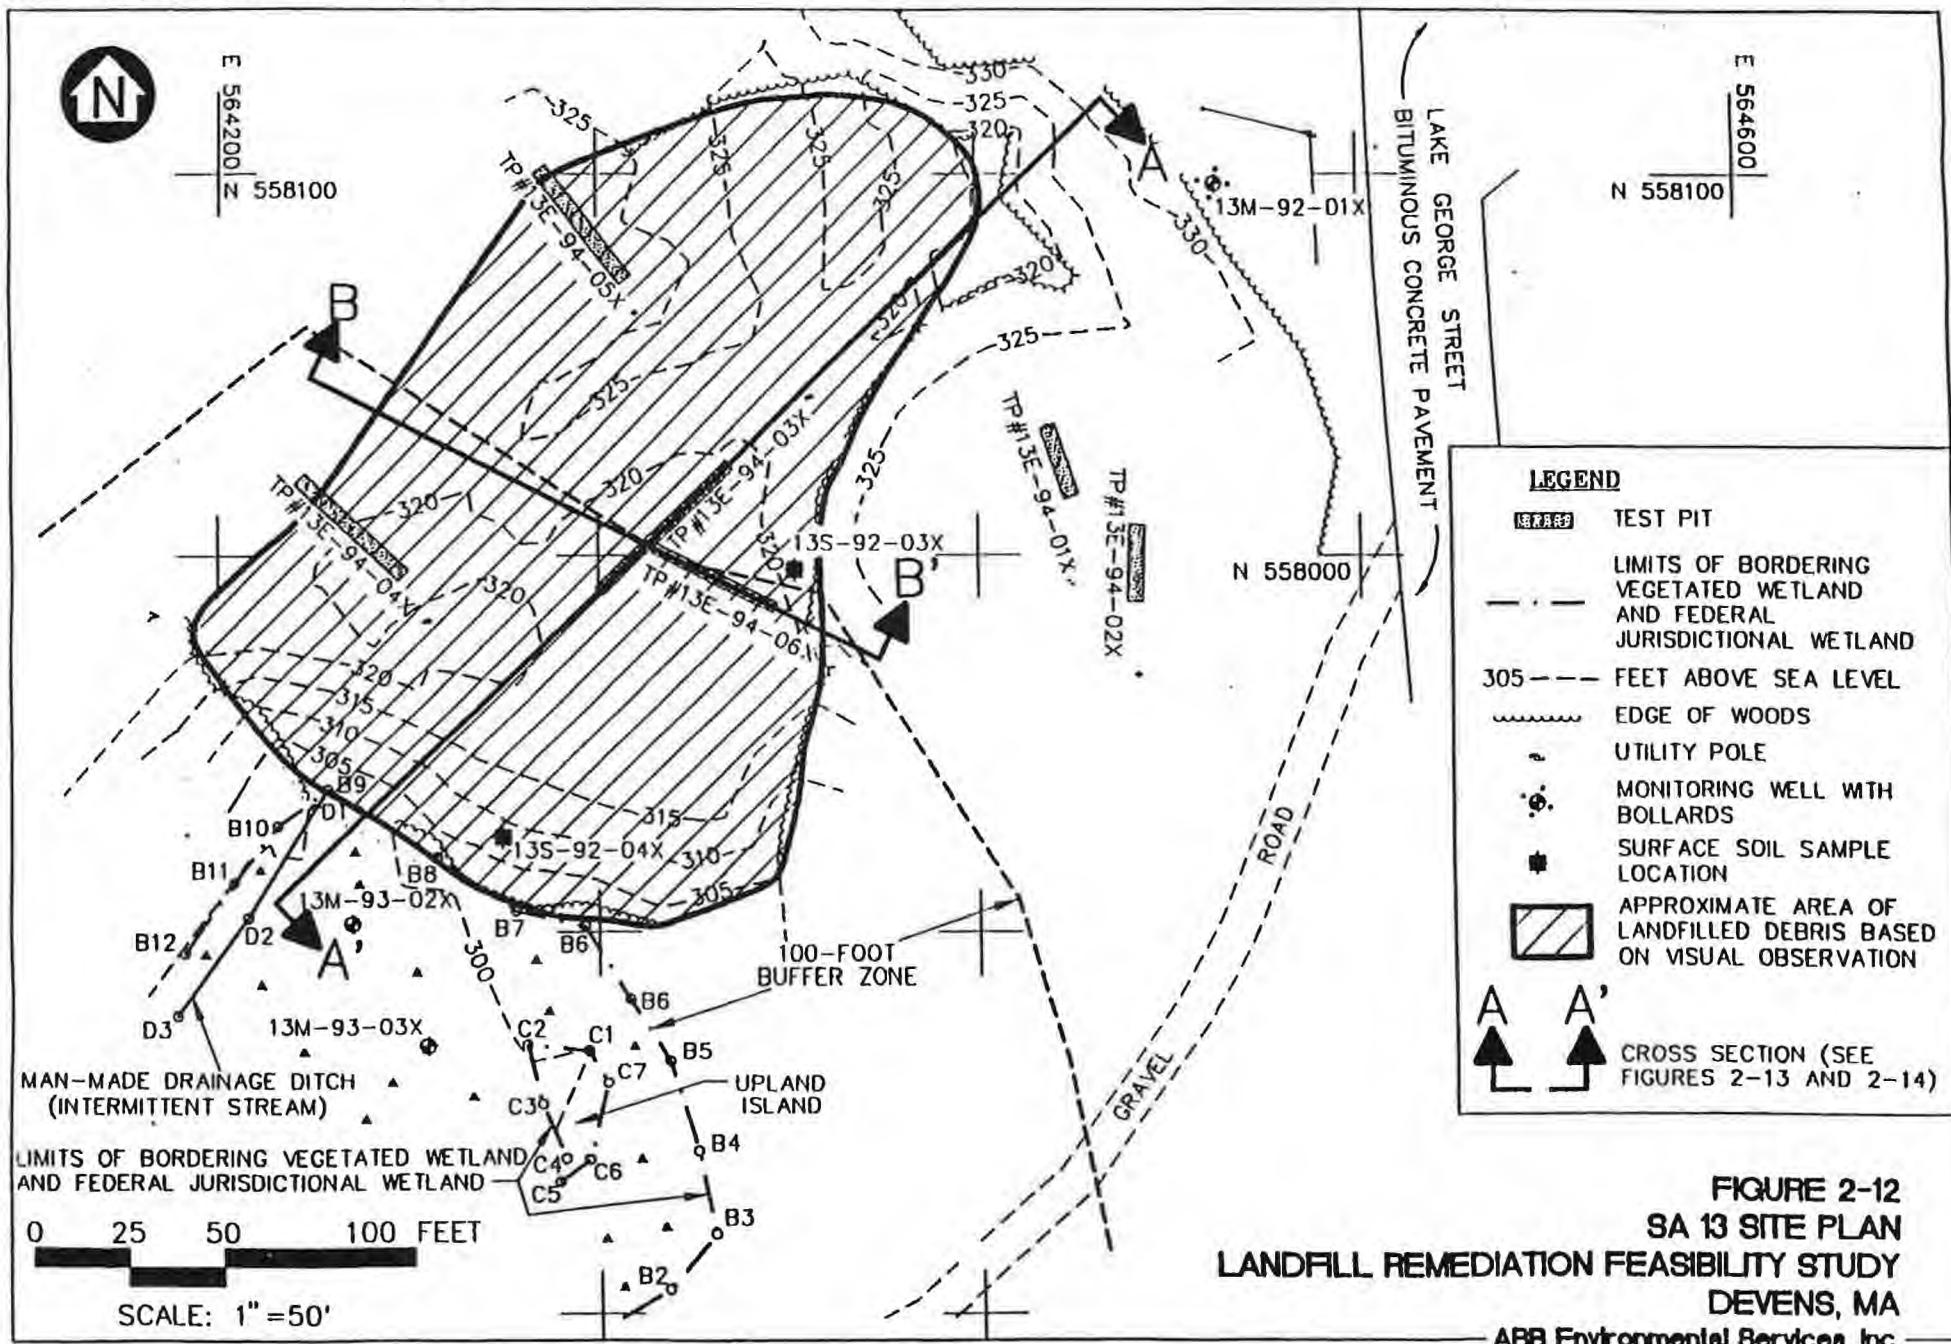 N
E 564200
N 558100
325
330
325
320
A
E 564600
N 558100
LAKE GEORGE STREET
BITUMINOUS CONCRETE PAVEMENT
TP#13E-94-05X
325
325
325
13M-92-01X
330
B
320
320
325
325
TP#13E-94-03X
TP#13E-94-01X
TP#13E-94-02X
325
320
320
TP#13E-94-04X
320
13S-92-03X
320
B'
TP#13E-94-06X
N 558000
320
315
310
305
B9
D1
B10
B11
315
13S-92-04X
310
305
B8
13M-93-02X
B7
B6
B12
D2
A'
300
100-FOOT
BUFFER ZONE
B6
D3
13M-93-03X
C2
C1
B5
C7
MAN-MADE DRAINAGE DITCH
(INTERMITTENT STREAM)
UPLAND
ISLAND
C3
B4
LIMITS OF BORDERING VEGETATED WETLAND
AND FEDERAL JURISDICTIONAL WETLAND
C4
C6
C5
B3
B2
GRAVEL ROAD
0 25 50 100 FEET
SCALE: 1"=50'
LEGEND
TEST PIT
LIMITS OF BORDERING
VEGETATED WETLAND
AND FEDERAL
JURISDICTIONAL WETLAND
305 FEET ABOVE SEA LEVEL
EDGE OF WOODS
UTILITY POLE
MONITORING WELL WITH
BOLLARDS
SURFACE SOIL SAMPLE
LOCATION
APPROXIMATE AREA OF
LANDFILLED DEBRIS BASED
ON VISUAL OBSERVATION
A A'
CROSS SECTION (SEE
FIGURES 2-13 AND 2-14)
FIGURE 2-12
SA 13 SITE PLAN
LANDFILL REMEDIATION FEASIBILITY STUDY
DEVENS, MA
ABB Environmental Services, Inc.